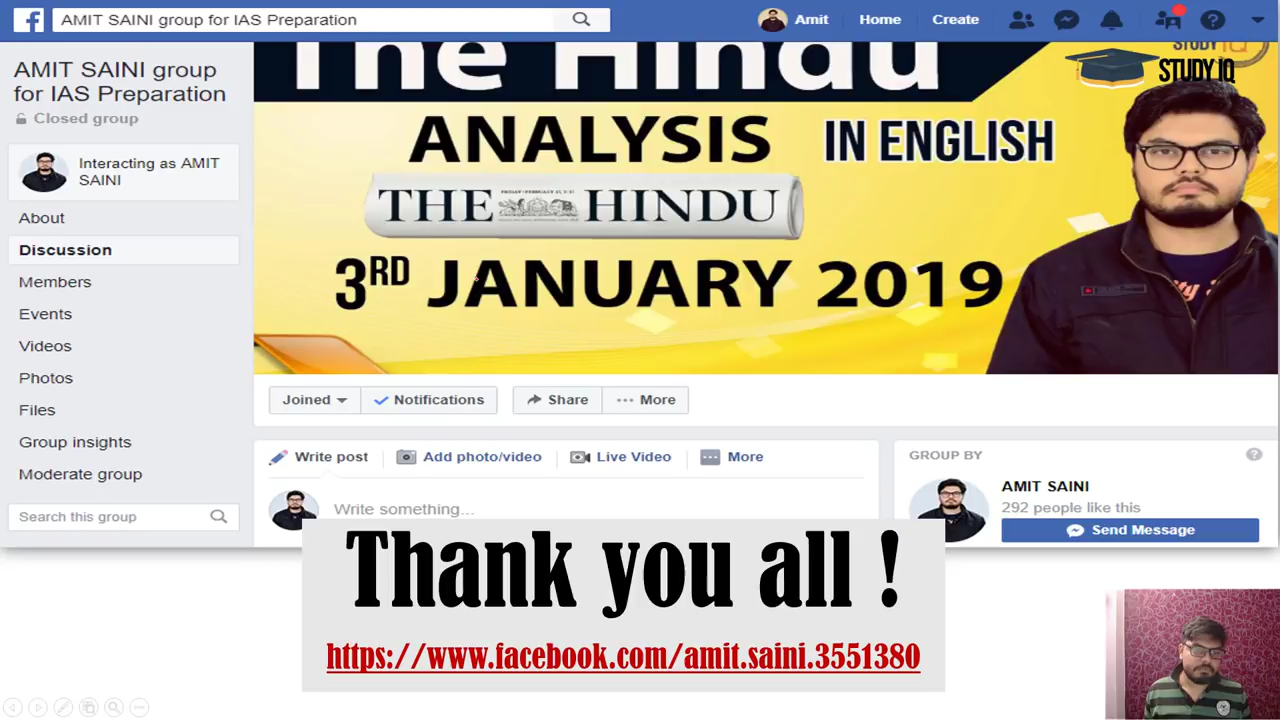 AMIT SAINI group for IAS Preparation
Amit Home Create
AMIT SAINI group
for IAS Preparation
Closed group
Interacting as AMIT
SAINI
About
Discussion
Members
Events
Videos
Photos
Files
Group insights
Moderate group
Search this group
The Hindu
STUDY IQ
STUDY IQ
ANALYSIS IN ENGLISH
THE HINDU
3RD JANUARY 2019
Joined Notifications Share More
Write post Add photo/video Live Video More
Write something...
GROUP BY
AMIT SAINI
292 people like this
Send Message
Thank you all !
https://www.facebook.com/amit.saini.3551380